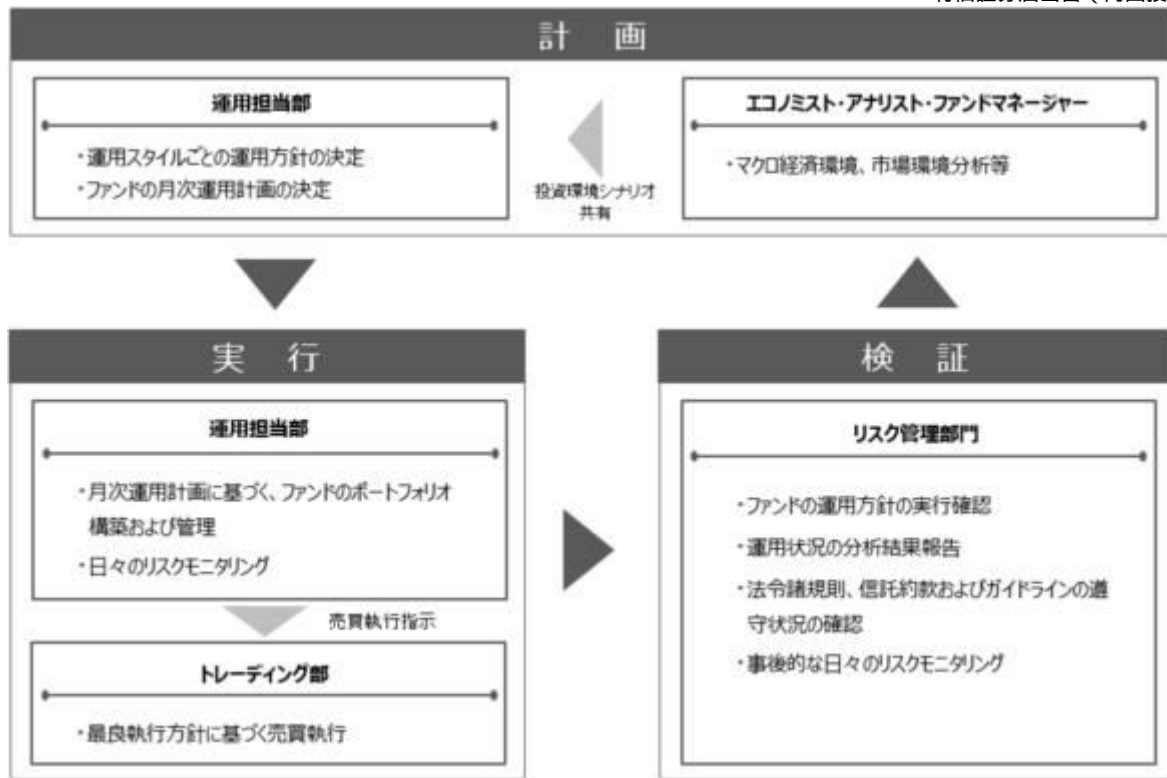 計 画
運用担当部
・運用スタイルごとの運用方針の決定
・ファンドの月次運用計画の決定
投資環境シナリオ
共有
エコノミスト・アナリスト・ファンドマネージャー
・マクロ経済環境、市場環境分析等
実 行
運用担当部
・月次運用計画に基づく、ファンドのポートフォリオ
構築および管理
・日々のリスクモニタリング
売買執行指示
トレーディング部
・最良執行方針に基づく売買執行
検 証
リスク管理部門
・ファンドの運用方針の実行確認
・運用状況の分析結果報告
・法令諸規則、信託約款およびガイドラインの遵
守状況の確認
・事後的な日々のリスクモニタリング